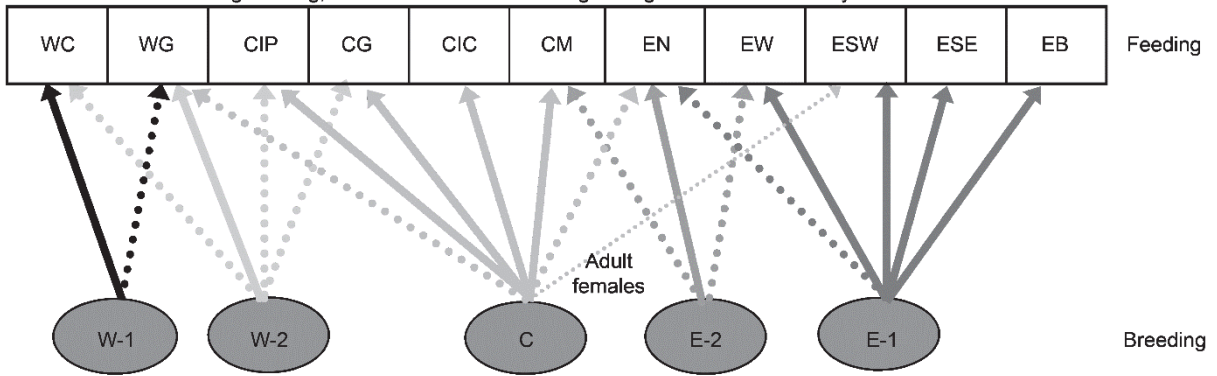 WC WG CIP CG CIC CM EN EW ESW ESE EB Feeding
Adult
females
W-1 W-2 C E-2 E-1 Breeding